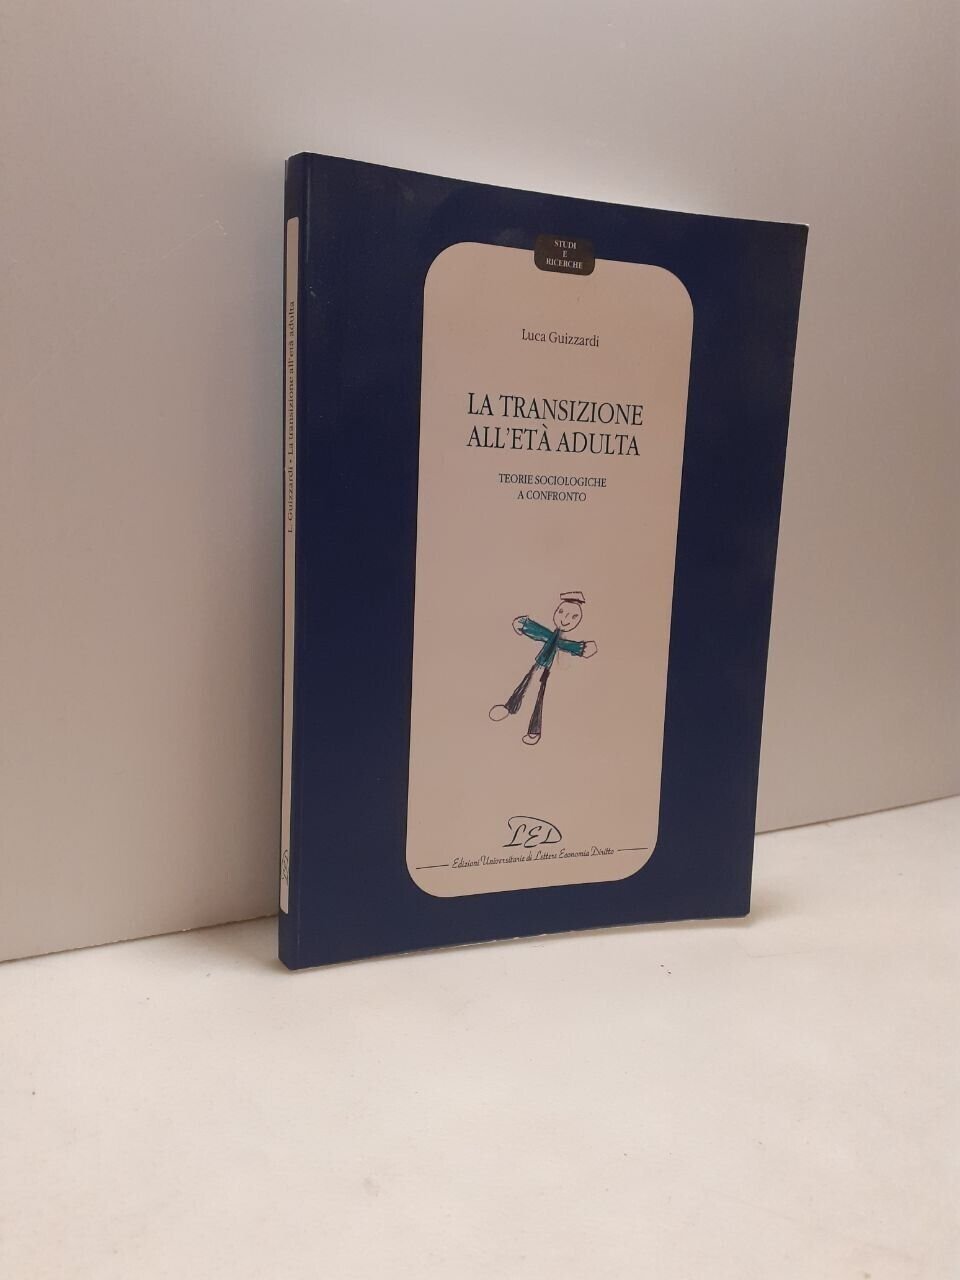 L. Guizzardi • La transizione all'età adulta
LED
STUDI
E
RICERCHE
Luca Guizzardi
LA TRANSIZIONE
ALL'ETÀ ADULTA
TEORIE SOCIOLOGICHE
A CONFRONTO
LED
Edizioni Universitarie di Lettere Economia Diritto